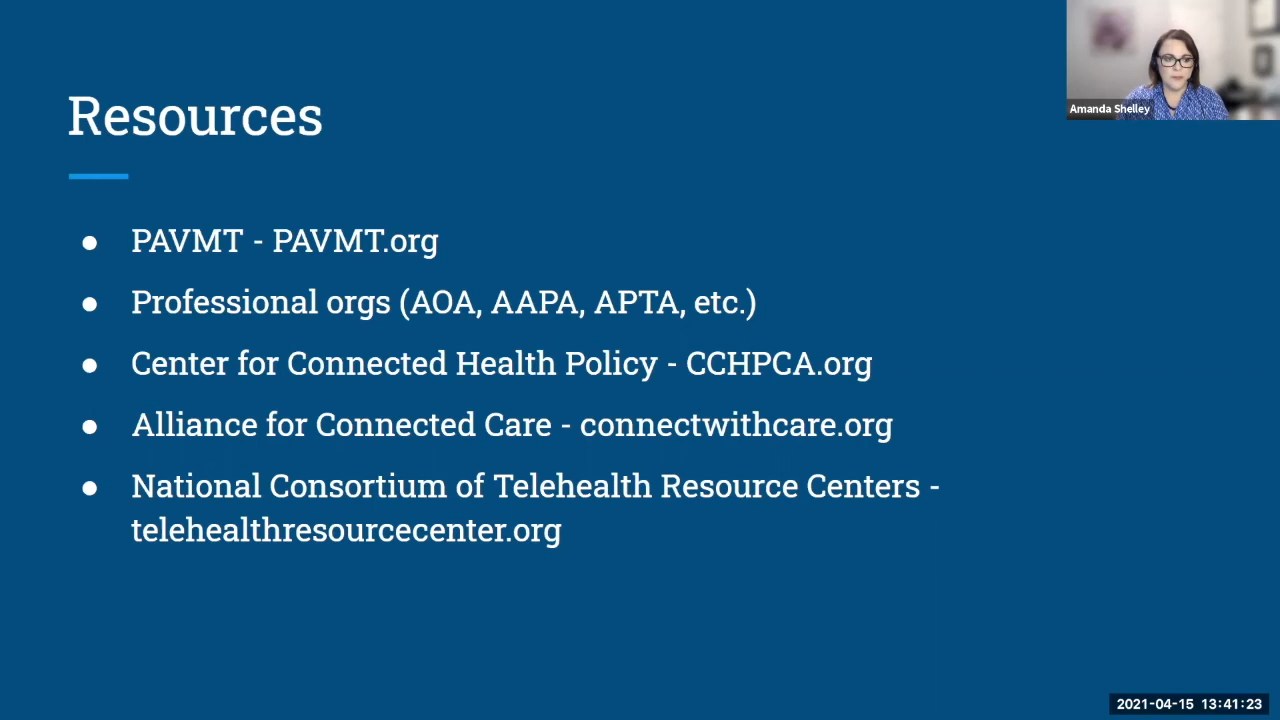 Resources
● PAVMT - PAVMT.org
● Professional orgs (AOA, AAPA, APTA, etc.)
● Center for Connected Health Policy - CCHPCA.org
● Alliance for Connected Care - connectwithcare.org
● National Consortium of Telehealth Resource Centers -
telehealthresourcecenter.org
Amanda Shelley
2021-04-15 13:41:23